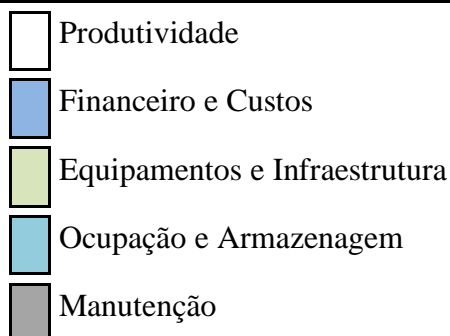 Produtividade
Financeiro e Custos
Equipamentos e Infraestrutura
Ocupação e Armazenagem
Manutenção